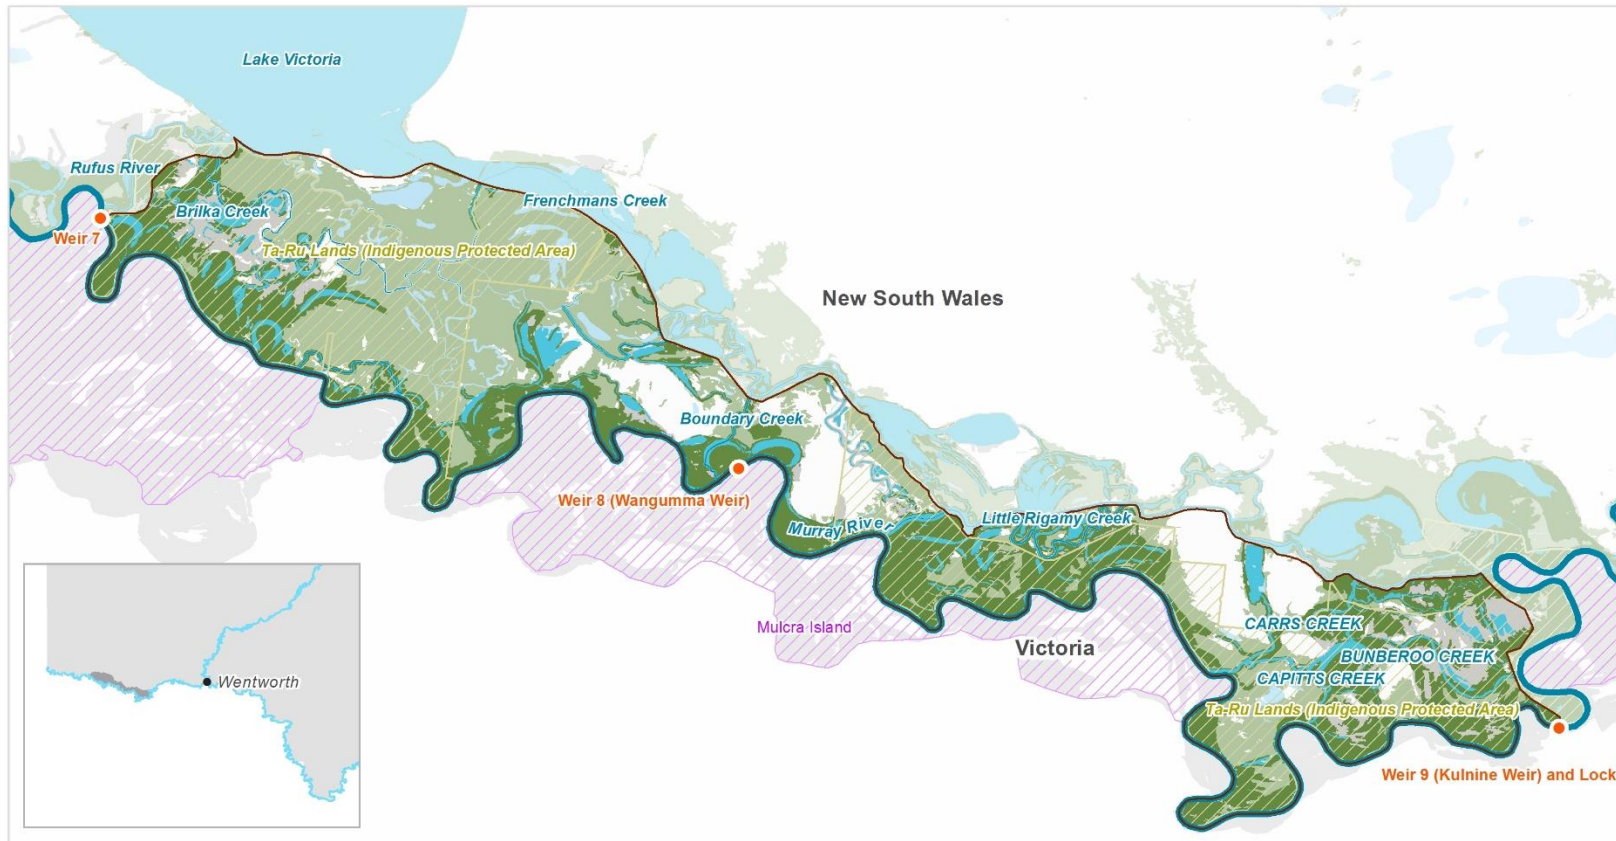 Lake Victoria
Rufus River
Frenchmans Creek
Brilka Creek
Weir 7
Ta-Ru Lands (Indigenous Protected Area)
New South Wales
Boundary Creek
Weir 8 (Wangumma Weir)
Murray River
Little Rigamy Creek
Mulcra Island
CARRS CREEK
Victoria
BUNBEROO CREEK
CAPITTS CREEK
Wentworth
Ta-Ru Lands (Indigenous Protected Area)
Weir 9 (Kulnine Weir) and Lock